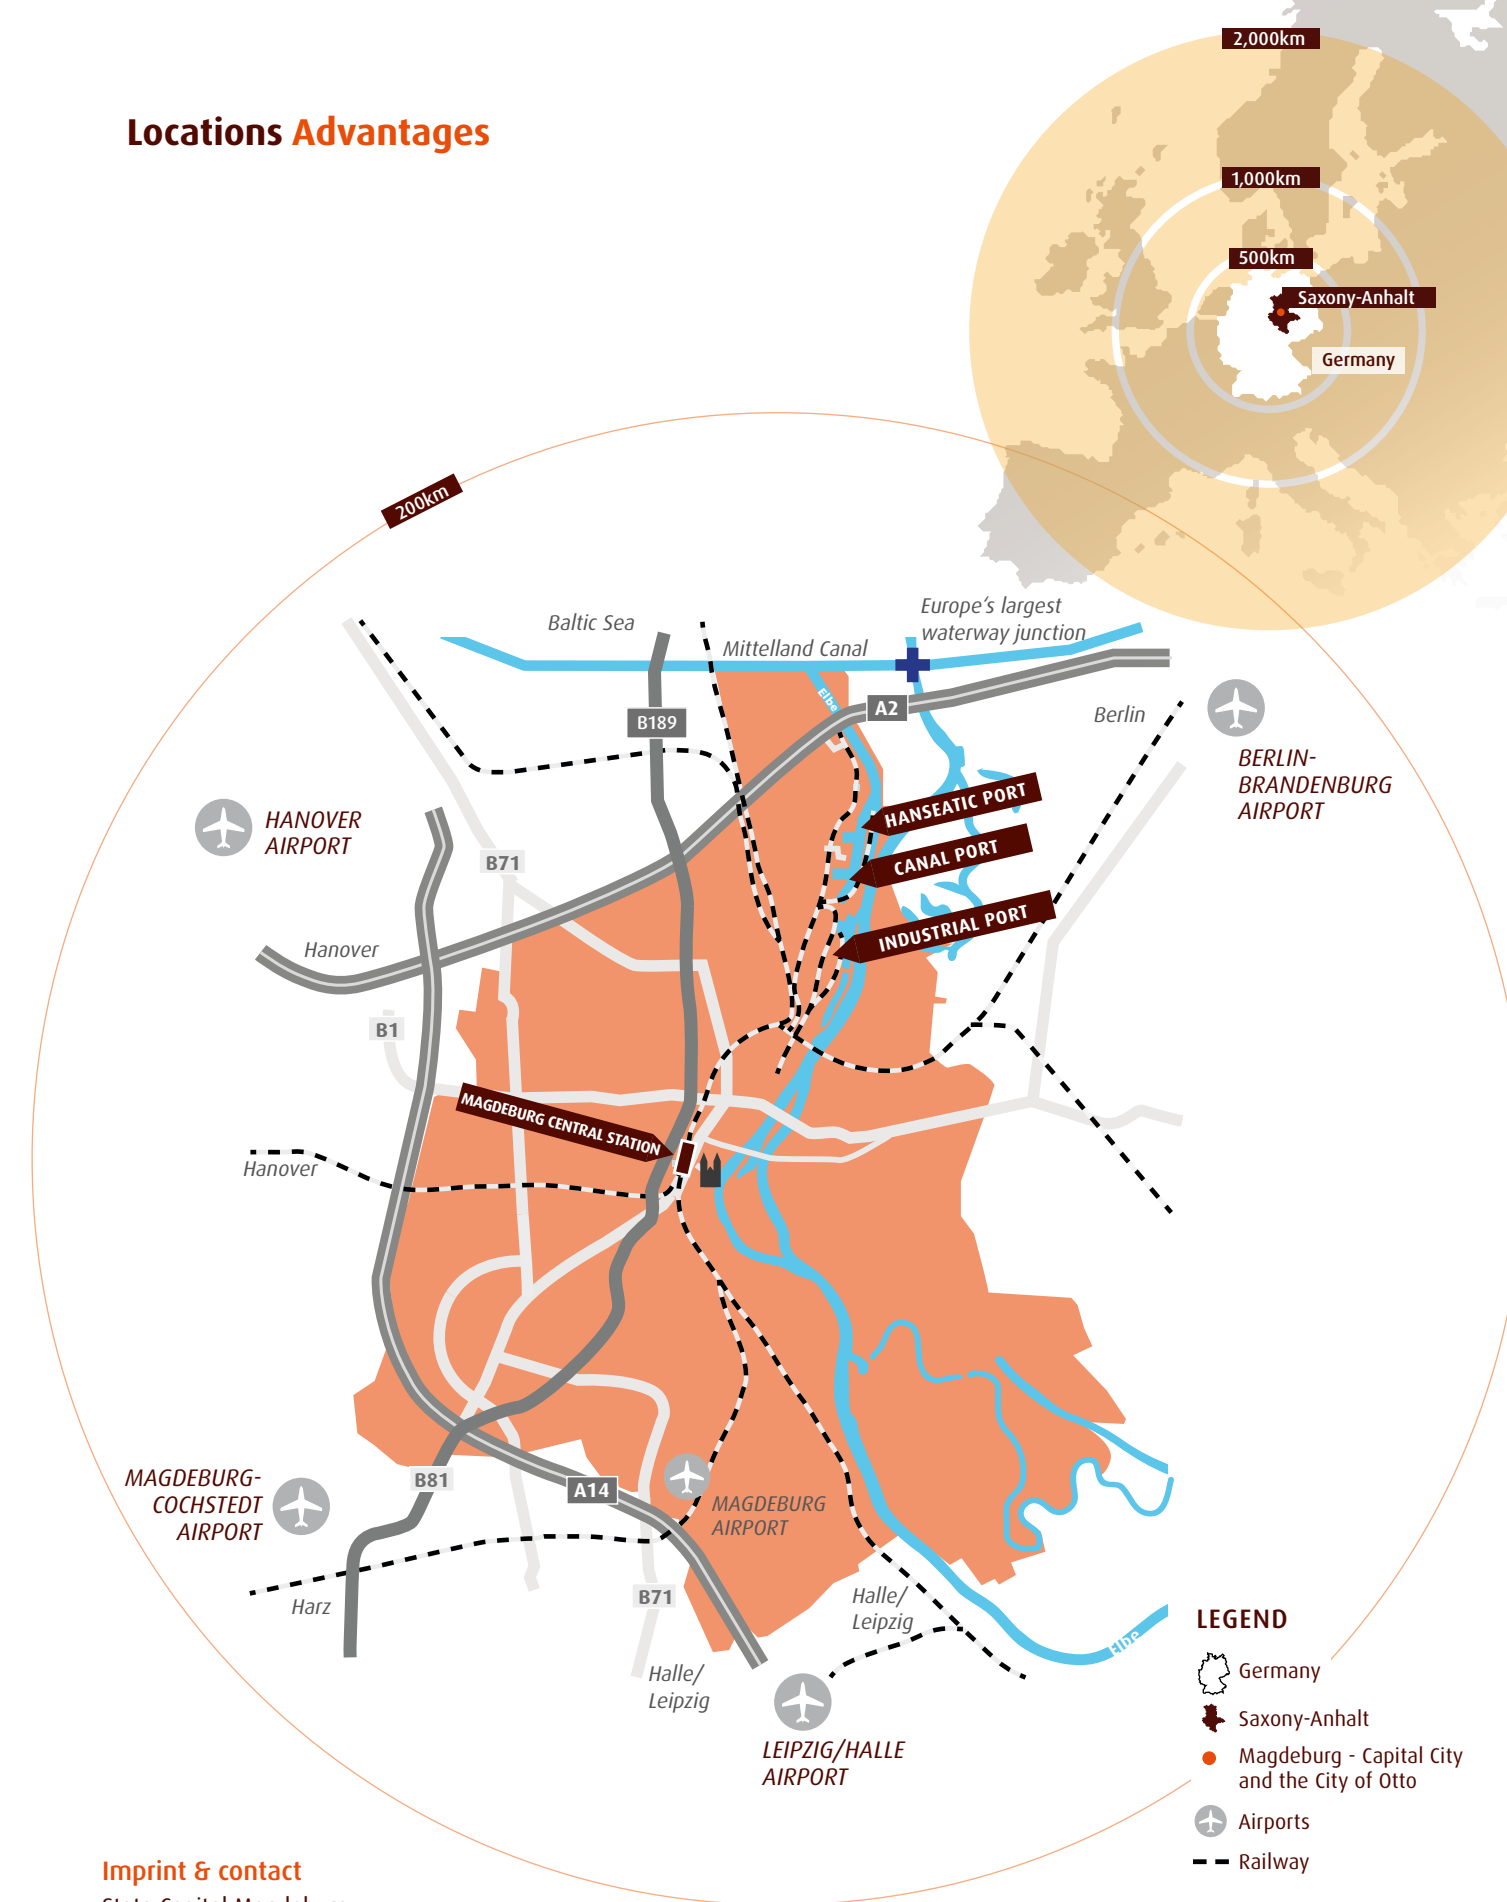 2,000km
Locations Advantages
1,000km
500km
Saxony-Anhalt
Germany
200km
Baltic Sea
Europe‘s largest
waterway junction
Mittelland Canal
Elbe
A2
B189
Berlin
BERLIN-
BRANDENBURG
AIRPORT
HANOVER
AIRPORT
HANSEATIC PORT
CANAL PORT
B71
INDUSTRIAL PORT
Hanover
B1
MAGDEBURG CENTRAL STATION
Hanover
MAGDEBURG-
COCHSTEDT
AIRPORT
B81
A14
MAGDEBURG
AIRPORT
Harz
B71
Halle/
Leipzig
Halle/
Leipzig
Elbe
LEIPZIG/HALLE
AIRPORT
LEGEND
Germany
Saxony-Anhalt
Magdeburg - Capital City
and the City of Otto
Airports
Railway
Imprint & contact